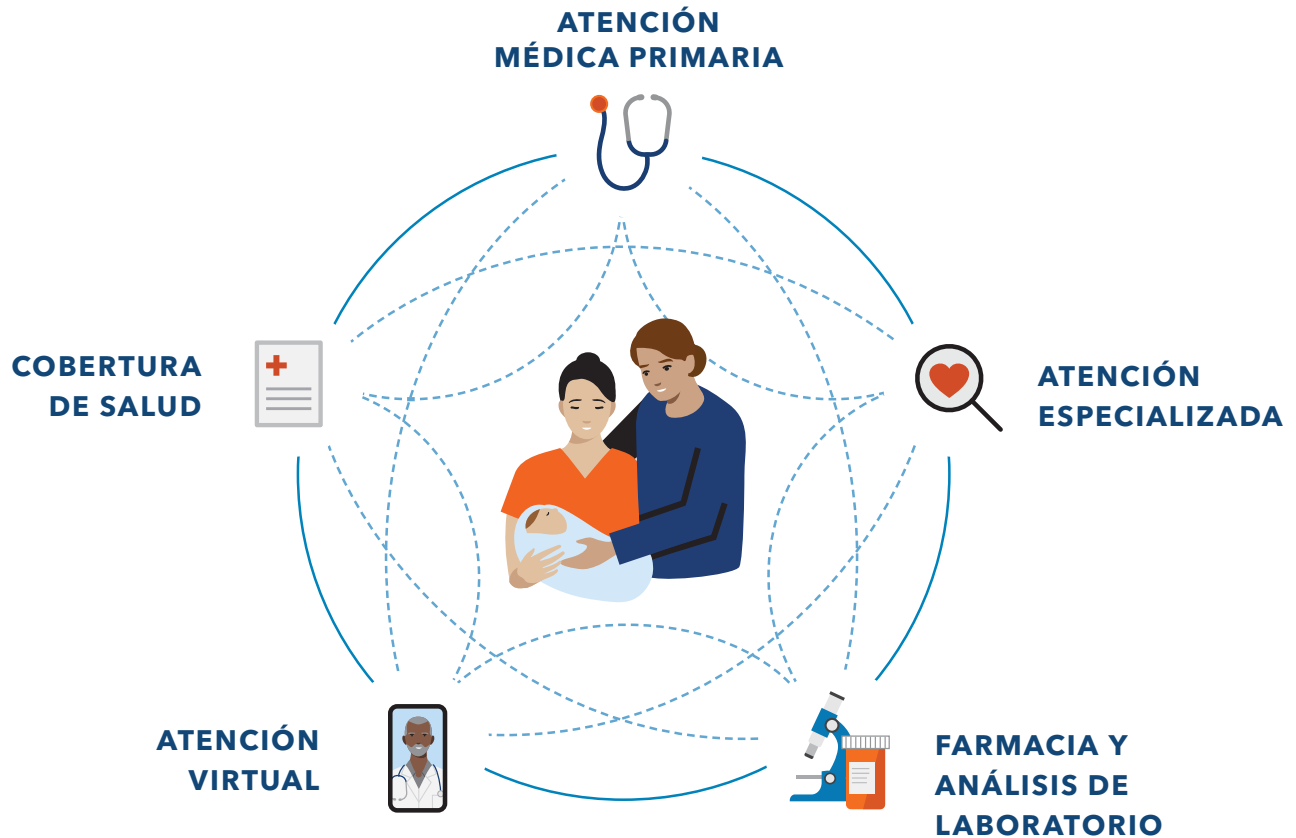 ATENCIÓN
MÉDICA PRIMARIA
COBERTURA
DE SALUD
ATENCIÓN
ESPECIALIZADA
ATENCIÓN
VIRTUAL
FARMACIA Y
ANÁLISIS DE
LABORATORIO